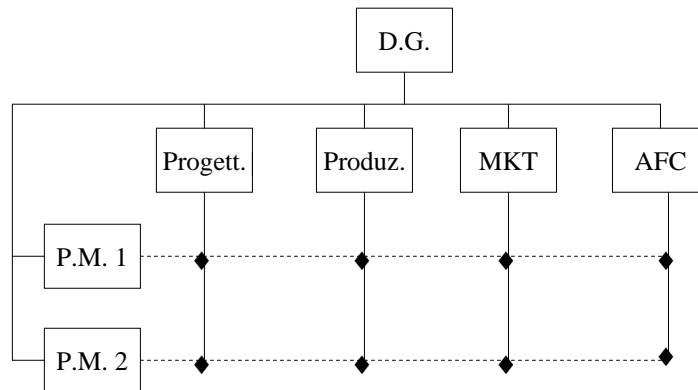 D.G.
Progett.
Produz.
MKT
AFC
P.M. 1
P.M. 2